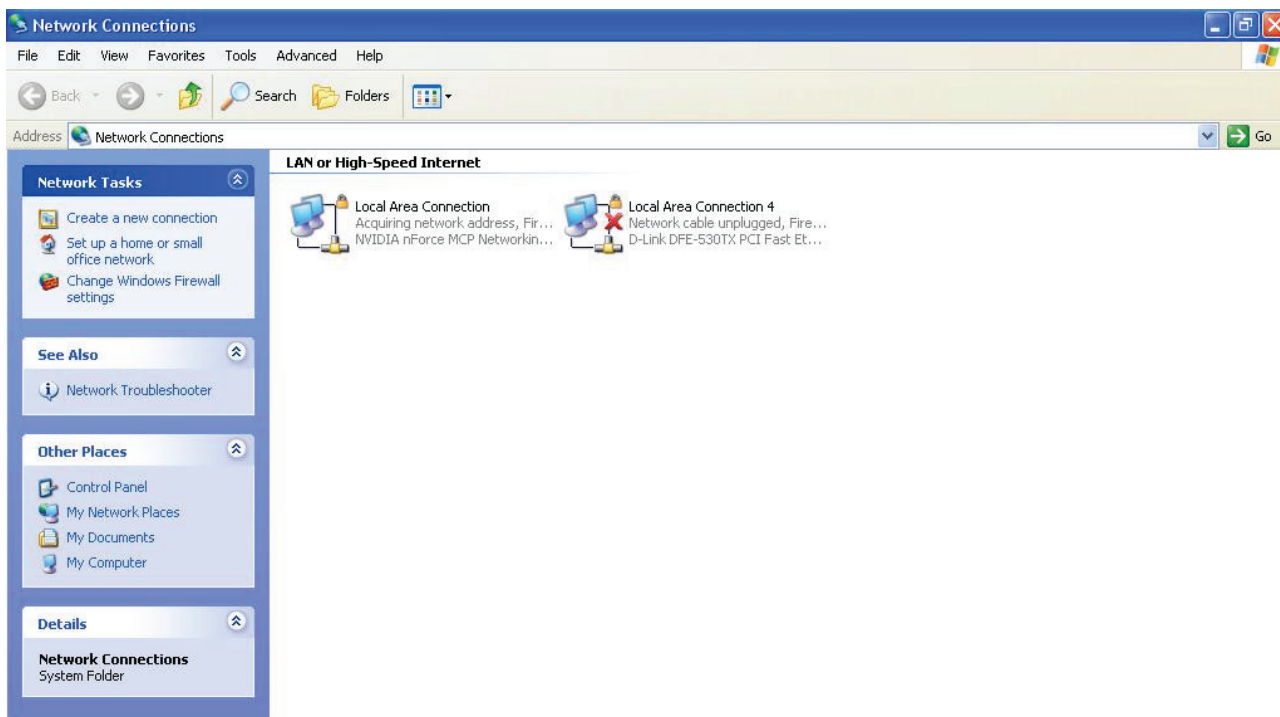 Network Connections
File Edit View Favorites Tools Advanced Help
Back Search Folders
Address Network Connections Go
Network Tasks
Create a new connection
Set up a home or small
office network
Change Windows Firewall
settings
See Also
Network Troubleshooter
Other Places
Control Panel
My Network Places
My Documents
My Computer
Details
Network Connections
System Folder
LAN or High-Speed Internet
Local Area Connection
Acquiring network address, Fir...
NVIDIA nForce MCP Networkin...
Local Area Connection 4
Network cable unplugged, Fire...
D-Link DFE-530TX PCI Fast Et...